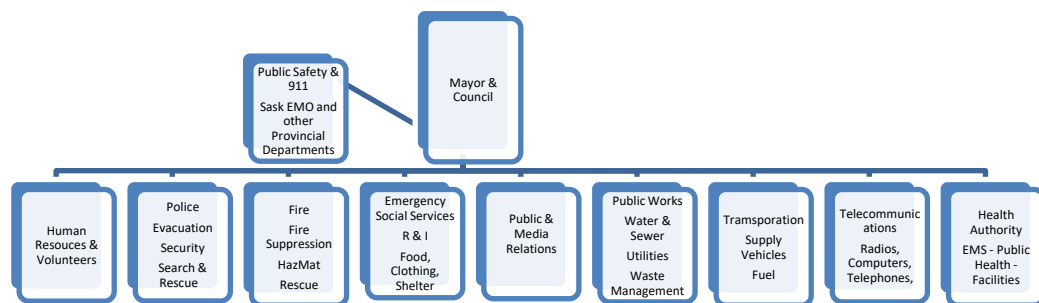 Public Safety &
911
Sask EMO and
other
Provincial
Departments
Mayor &
Council
Human
Resouces &
Volunteers
Police
Evacuation
Security
Search &
Rescue
Fire
Fire
Suppression
HazMat
Rescue
Emergency
Social Services
R & I
Food,
Clothing,
Shelter
Public &
Media
Relations
Public Works
Water &
Sewer
Utilities
Waste
Management
Tramsporation
Supply
Vehicles
Fuel
Telecommunic
ations
Radios,
Computers,
Telephones,
Health
Authority
EMS - Public
Health -
Facilities